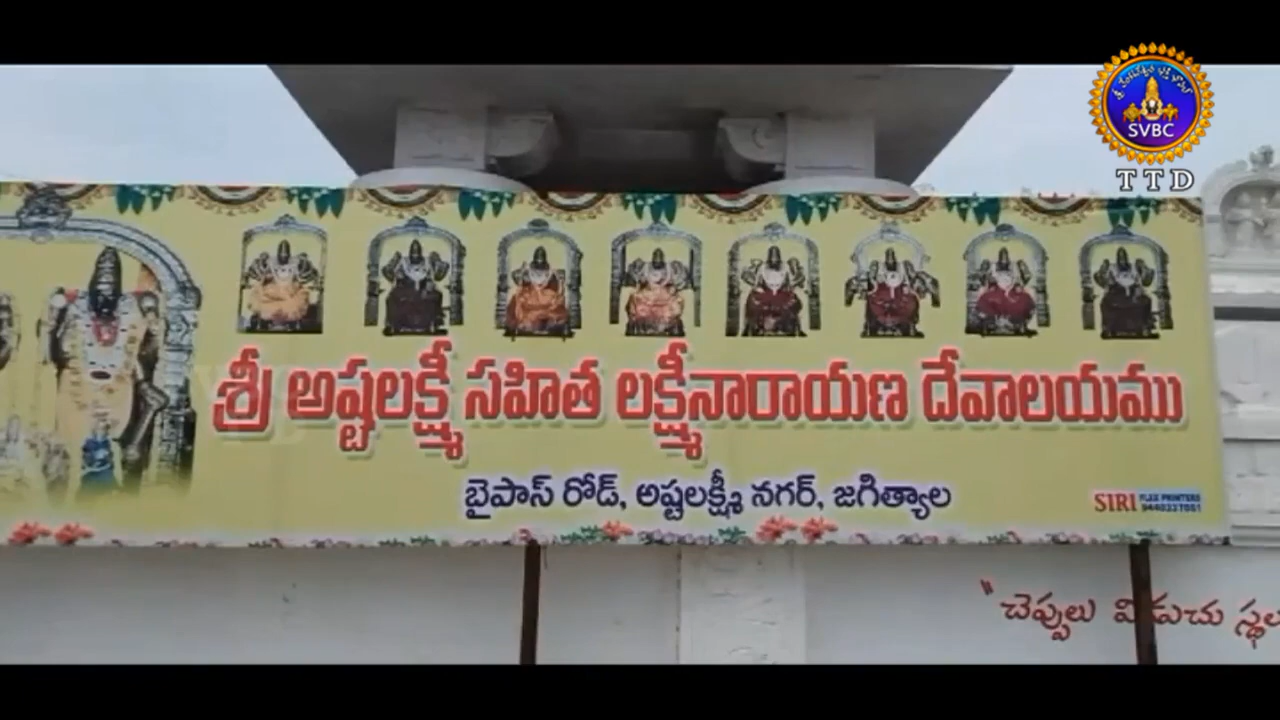 SVBC
TTD
శ్రీ అష్టలక్ష్మీ సహిత లక్ష్మీనారాయణ దేవాలయము
బైపాస్ రోడ్, అష్టలక్ష్మీ నగర్, జగిత్యాల
SIRI FLEX PRINTERS
"చెప్పులు విడుచు స్థల